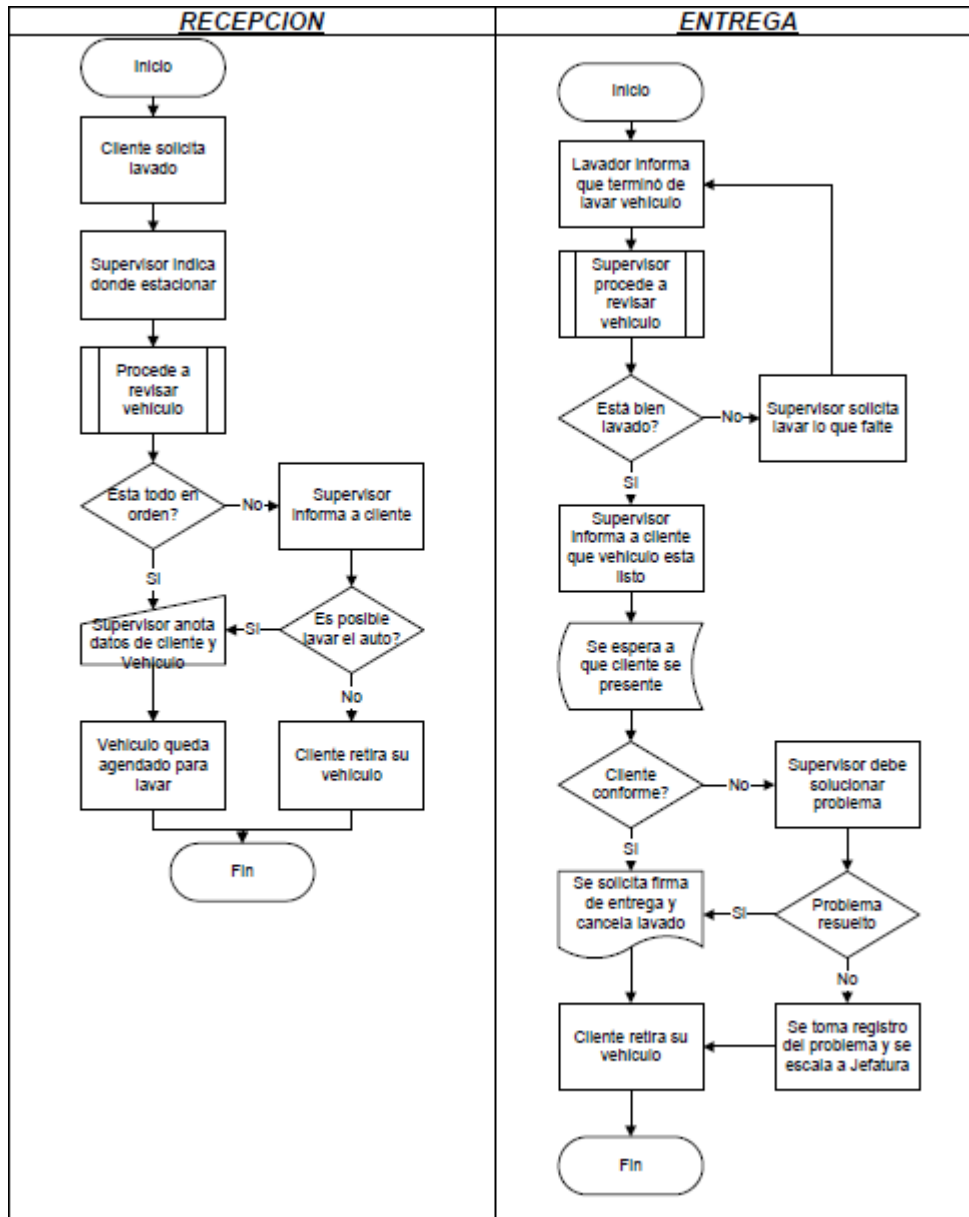 RECEPCION
Inicio
Cliente solicita
lavado
Supervisor indica
donde estacionar
Procede a
revisar
vehiculo
Esta todo en
orden?
No
Supervisor
informa a cliente
Si
Es posible
lavar el auto?
Si
Supervisor anota
datos de cliente y
Vehiculo
No
Vehiculo queda
agendado para
lavar
Cliente retira su
vehiculo
Fin
ENTREGA
Inicio
Lavador informa
que terminó de
lavar vehiculo
Supervisor
procede a
revisar
vehiculo
Está bien
lavado?
No
Supervisor solicita
lavar lo que falte
Si
Supervisor
informa a cliente
que vehiculo esta
listo
Se espera a
que cliente se
presente
Cliente
conforme?
No
Supervisor debe
solucionar
problema
Si
Se solicita firma
de entrega y
cancela lavado
Si
Problema
resuelto
No
Cliente retira su
vehiculo
Se toma registro
del problema y se
escala a Jefatura
Fin